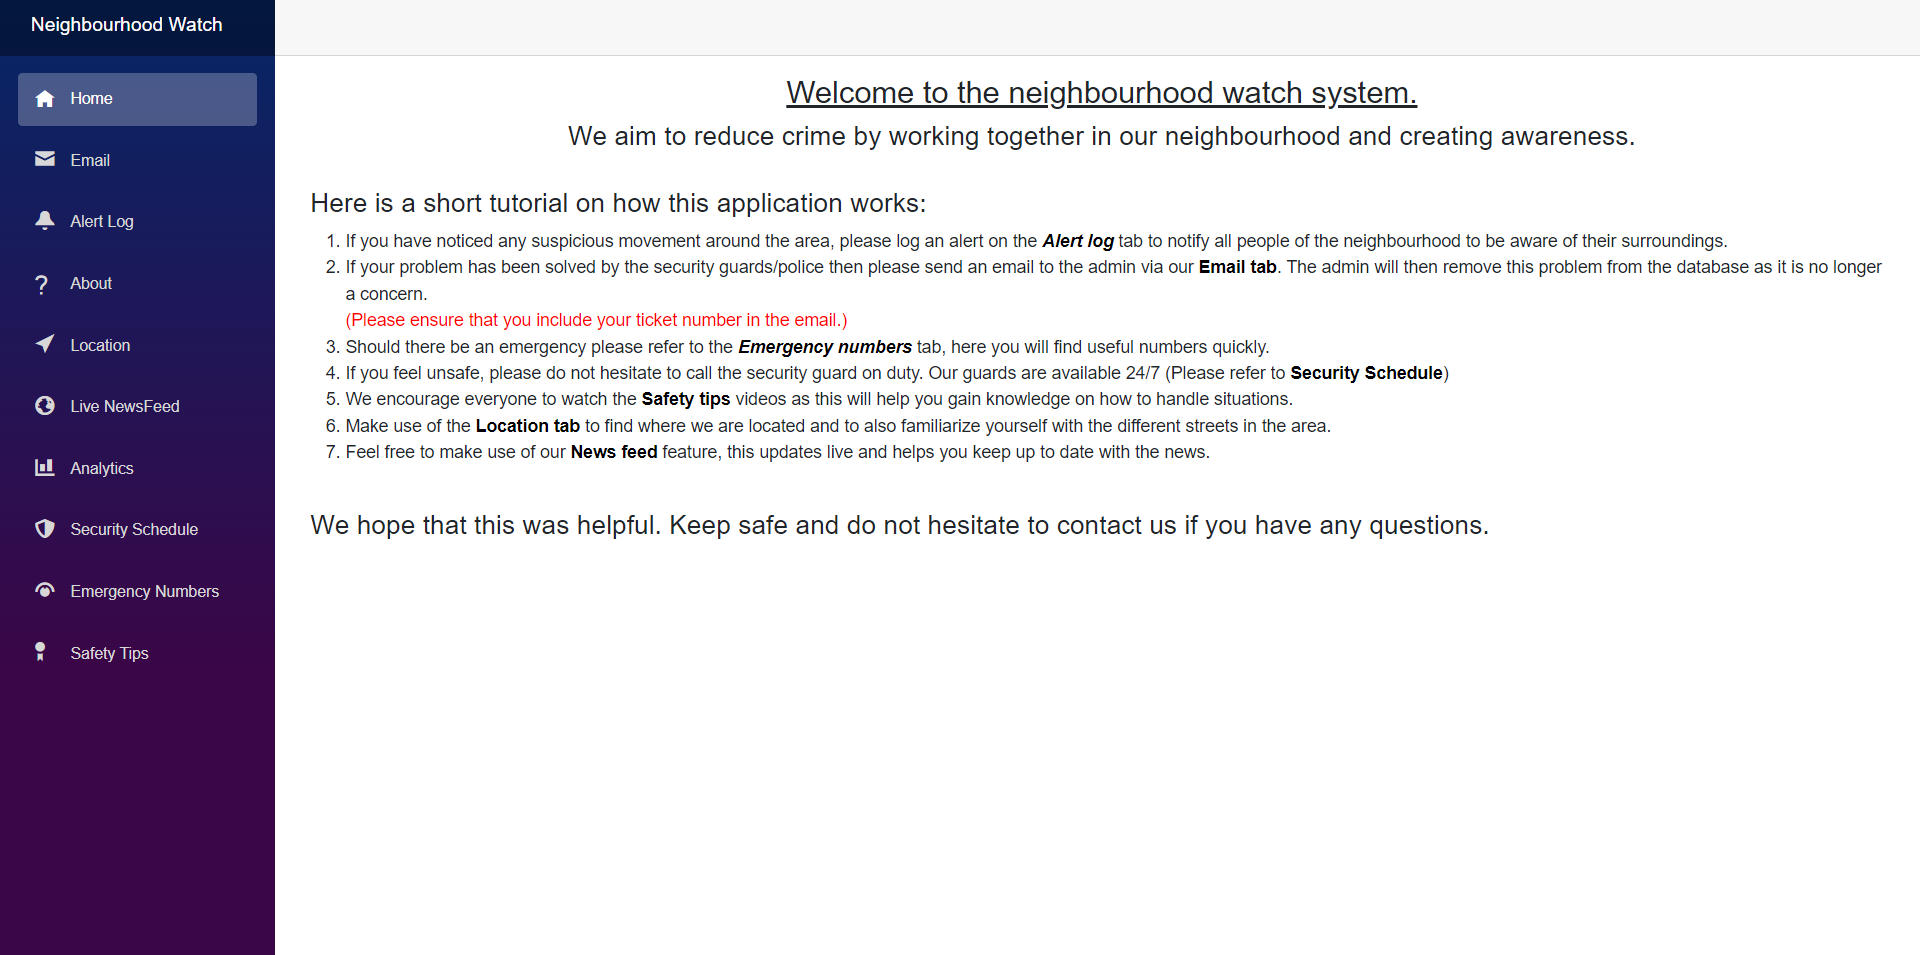 Neighbourhood Watch
Home
Email
Alert Log
About
Location
Live NewsFeed
Analytics
Security Schedule
Emergency Numbers
Safety Tips
Welcome to the neighbourhood watch system.
We aim to reduce crime by working together in our neighbourhood and creating awareness.
Here is a short tutorial on how this application works:
1. If you have noticed any suspicious movement around the area, please log an alert on the Alert log tab to notify all people of the neighbourhood to be aware of their surroundings.
2. If your problem has been solved by the security guards/police then please send an email to the admin via our Email tab. The admin will then remove this problem from the database as it is no longer
a concern.
(Please ensure that you include your ticket number in the email.)
3. Should there be an emergency please refer to the Emergency numbers tab, here you will find useful numbers quickly.
4. If you feel unsafe, please do not hesitate to call the security guard on duty. Our guards are available 24/7 (Please refer to Security Schedule)
5. We encourage everyone to watch the Safety tips videos as this will help you gain knowledge on how to handle situations.
6. Make use of the Location tab to find where we are located and to also familiarize yourself with the different streets in the area.
7. Feel free to make use of our News feed feature, this updates live and helps you keep up to date with the news.
We hope that this was helpful. Keep safe and do not hesitate to contact us if you have any questions.